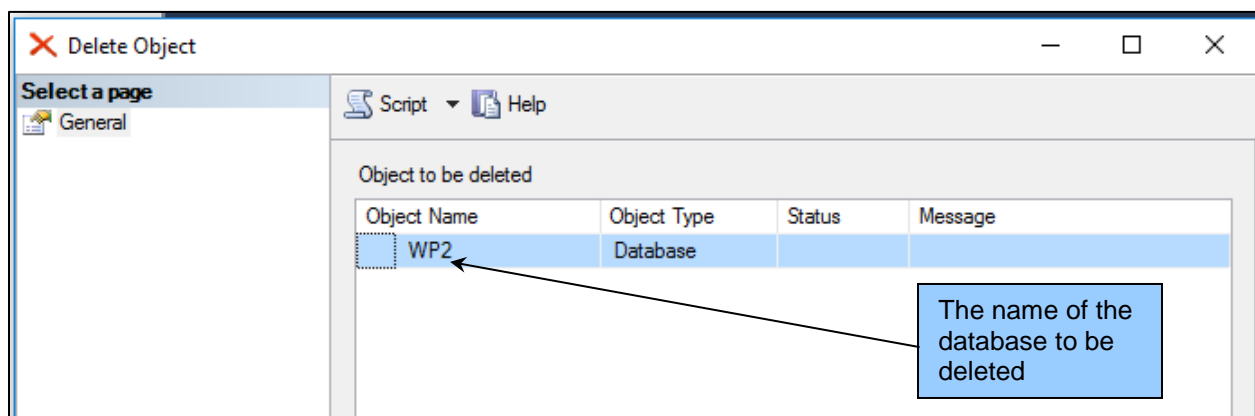 Delete Object
Select a page
General
Script Help
Object to be deleted
Object Name Object Type Status Message
WP2 Database
The name of the
database to be
deleted